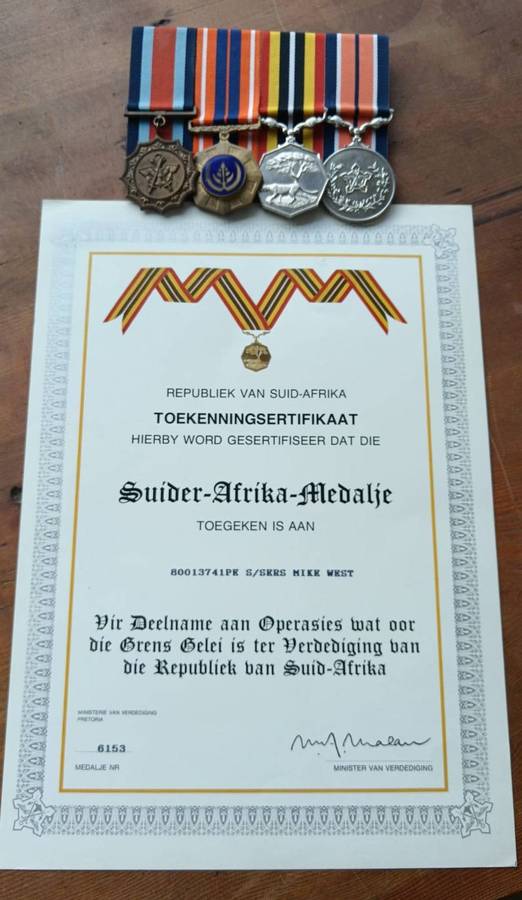 REPUBLIEK VAN SUID-AFRIKA
TOEKENNINGSERTIFIKAAT
HIERBY WORD GESERTIFISEER DAT DIE
Suider-Afrika-Medalje
TOEGEKEN IS AAN
80013741PE S/SERS MIKE WEST
Vir Deelname aan Operasies wat oor
die Grens Gelei is ter Verdediging van
die Republiek van Suid-Afrika
MINISTERIE VAN VERDEDIGING
PRETORIA
6153
MEDALJE NR
M.A. Malan
MINISTER VAN VERDEDIGING